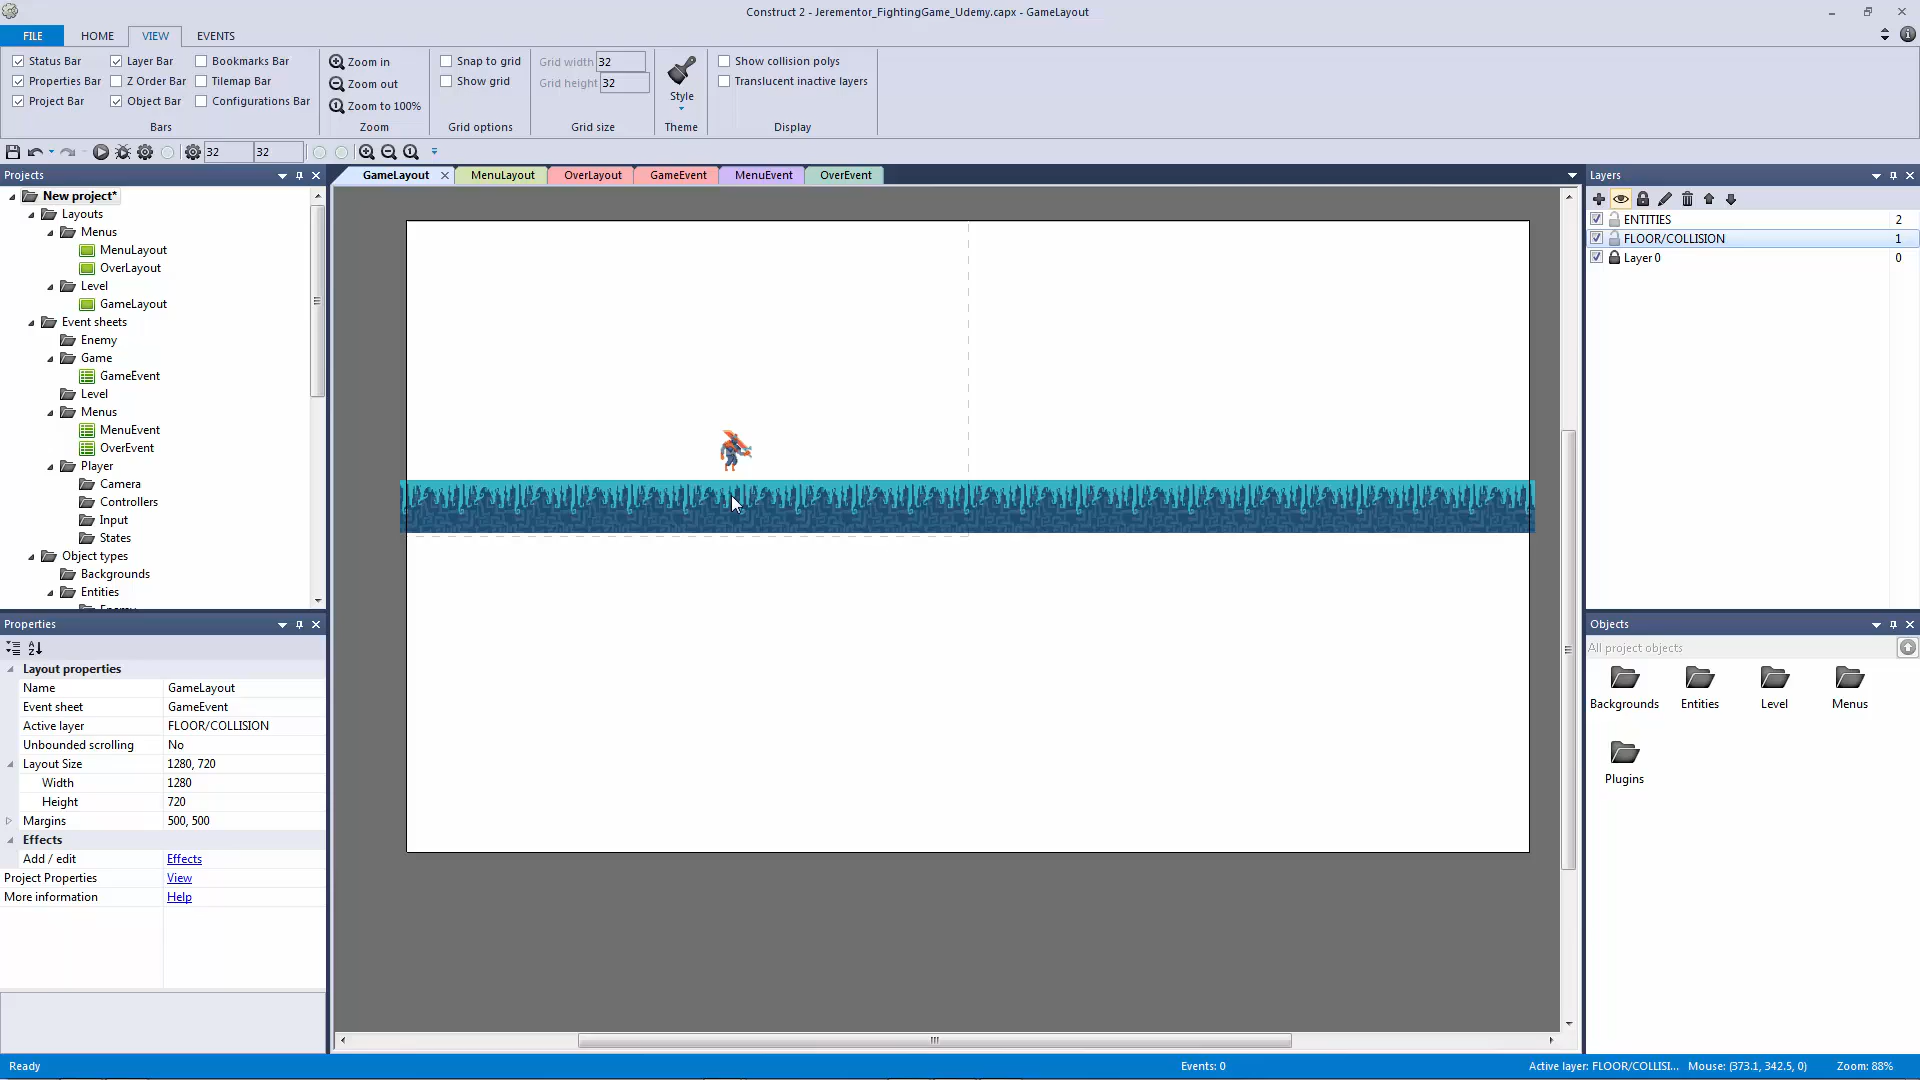 Construct 2 - Jerementor_FightingGame_Udemy.capx - GameLayout
FILE HOME VIEW EVENTS
Status Bar Layer Bar Bookmarks Bar
Properties Bar Z Order Bar Tilemap Bar
Project Bar Object Bar Configurations Bar
Bars
Zoom in
Zoom out
Zoom to 100%
Zoom
Snap to grid
Show grid
Grid options
Grid width 32
Grid height 32
Grid size
Style
Theme
Show collision polys
Translucent inactive layers
Display
32 32
Projects
New project*
Layouts
Menus
MenuLayout
OverLayout
Level
GameLayout
Event sheets
Enemy
Game
GameEvent
Level
Menus
MenuEvent
OverEvent
Player
Camera
Controllers
Input
States
Object types
Backgrounds
Entities
Properties
Layout properties
Name GameLayout
Event sheet GameEvent
Active layer FLOOR/COLLISION
Unbounded scrolling No
Layout Size 1280, 720
Width 1280
Height 720
Margins 500, 500
Effects
Add / edit Effects
Project Properties View
More information Help
GameLayout MenuLayout OverLayout GameEvent MenuEvent OverEvent
Layers
ENTITIES 2
FLOOR/COLLISION 1
Layer 0 0
Objects
All project objects
Backgrounds Entities Level Menus
Plugins
Ready Events: 0 Active layer: FLOOR/COLLISI... Mouse: (373.1, 342.5, 0) Zoom: 88%